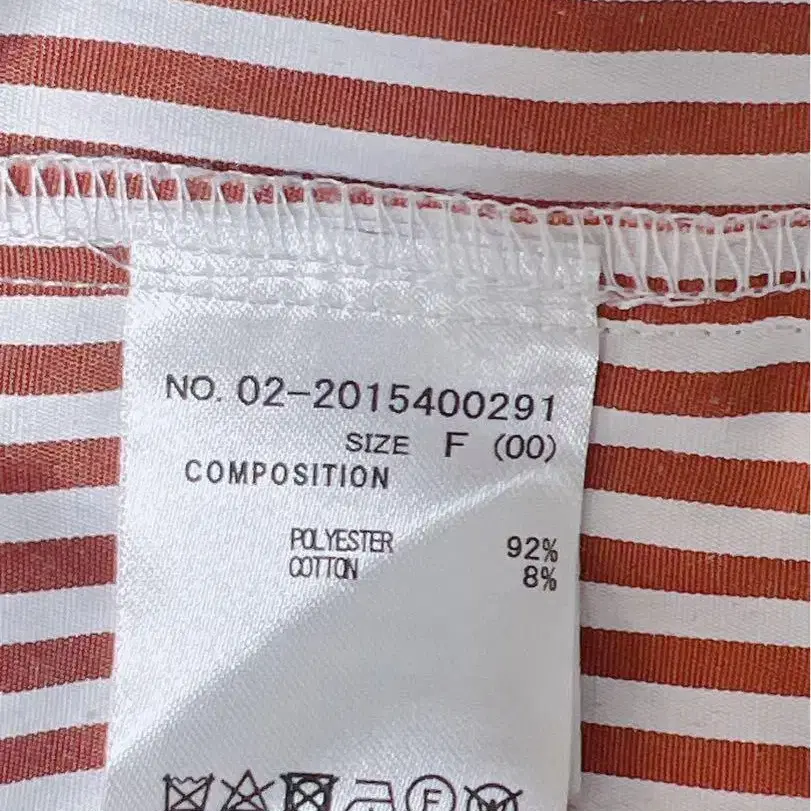 NO. 02-2015400291
SIZE F (00)
COMPOSITION
POLYESTER 92%
COTTON 8%
F